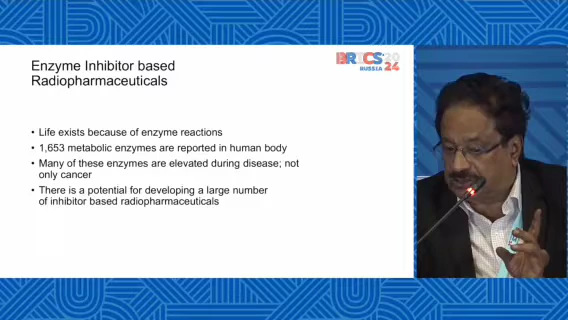 Enzyme Inhibitor based
Radiopharmaceuticals
BRICS 20
RUSSIA 24
• Life exists because of enzyme reactions
• 1,653 metabolic enzymes are reported in human body
• Many of these enzymes are elevated during disease; not
only cancer
• There is a potential for developing a large number
of inhibitor based radiopharmaceuticals